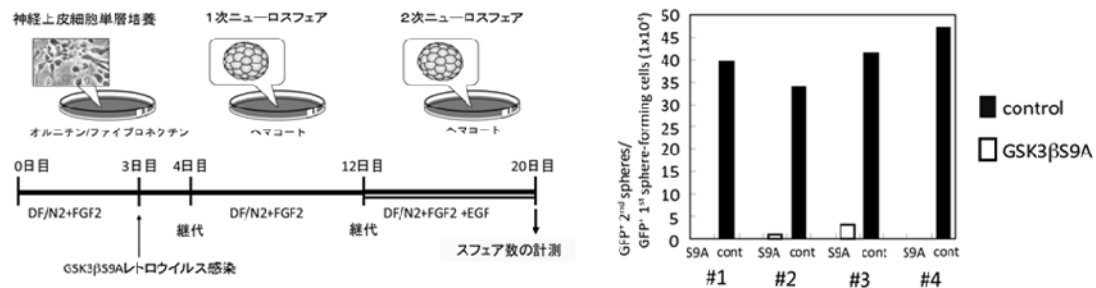 神経上皮細胞単層培養
1次ニューロスフェア
2次ニューロスフェア
オルニチン/ファイブロネクチン
ヘマコート
ヘマコート
0日目
3日目
4日目
12日目
20日目
DF/N2+FGF2
継代
DF/N2+FGF2
継代
DF/N2+FGF2 +EGF
GSK3βS9Aレトロウイルス感染
スフェア数の計測
GFP⁺ 2nd spheres/
GFP⁺ 1st sphere-forming cells (1x10⁴)
50
45
40
35
30
25
20
15
10
5
0
S9A cont S9A cont S9A cont S9A cont
#1 #2 #3 #4
control
GSK3βS9A